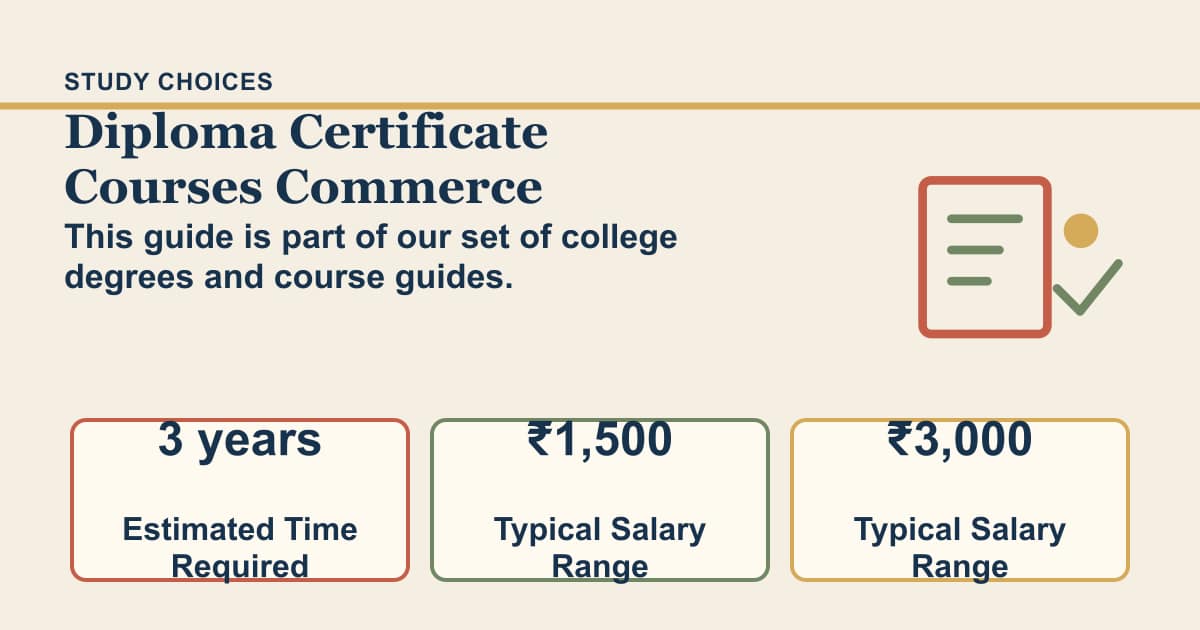 STUDY CHOICES
Diploma Certificate
Courses Commerce
This guide is part of our set of college
degrees and course guides.
3 years
Estimated Time
Required
₹1,500
Typical Salary
Range
₹3,000
Typical Salary
Range